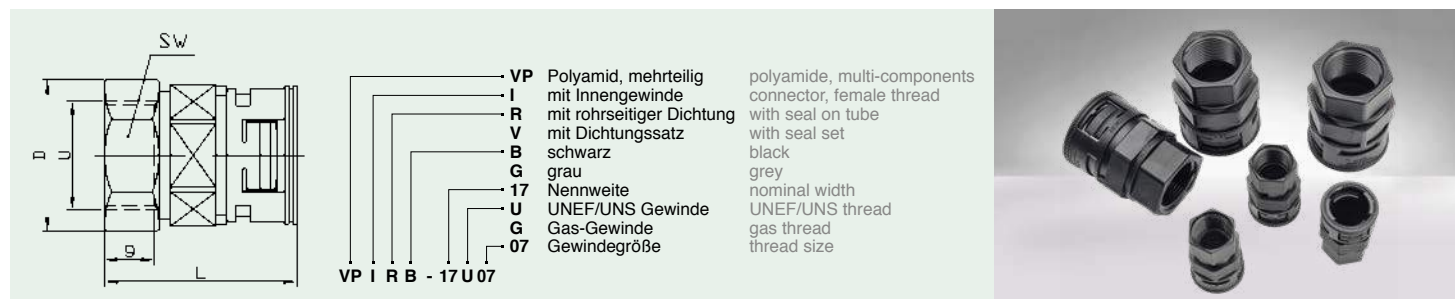 SW
D
U
g
L
VP Polyamid, mehrteilig polyamide, multi-components
I mit Innengewinde connector, female thread
R mit rohrseitiger Dichtung with seal on tube
V mit Dichtungssatz with seal set
B schwarz black
G grau grey
17 Nennweite nominal width
U UNEF/UNS Gewinde UNEF/UNS thread
G Gas-Gewinde gas thread
07 Gewindegröße thread size
VP I R B - 17 U 07